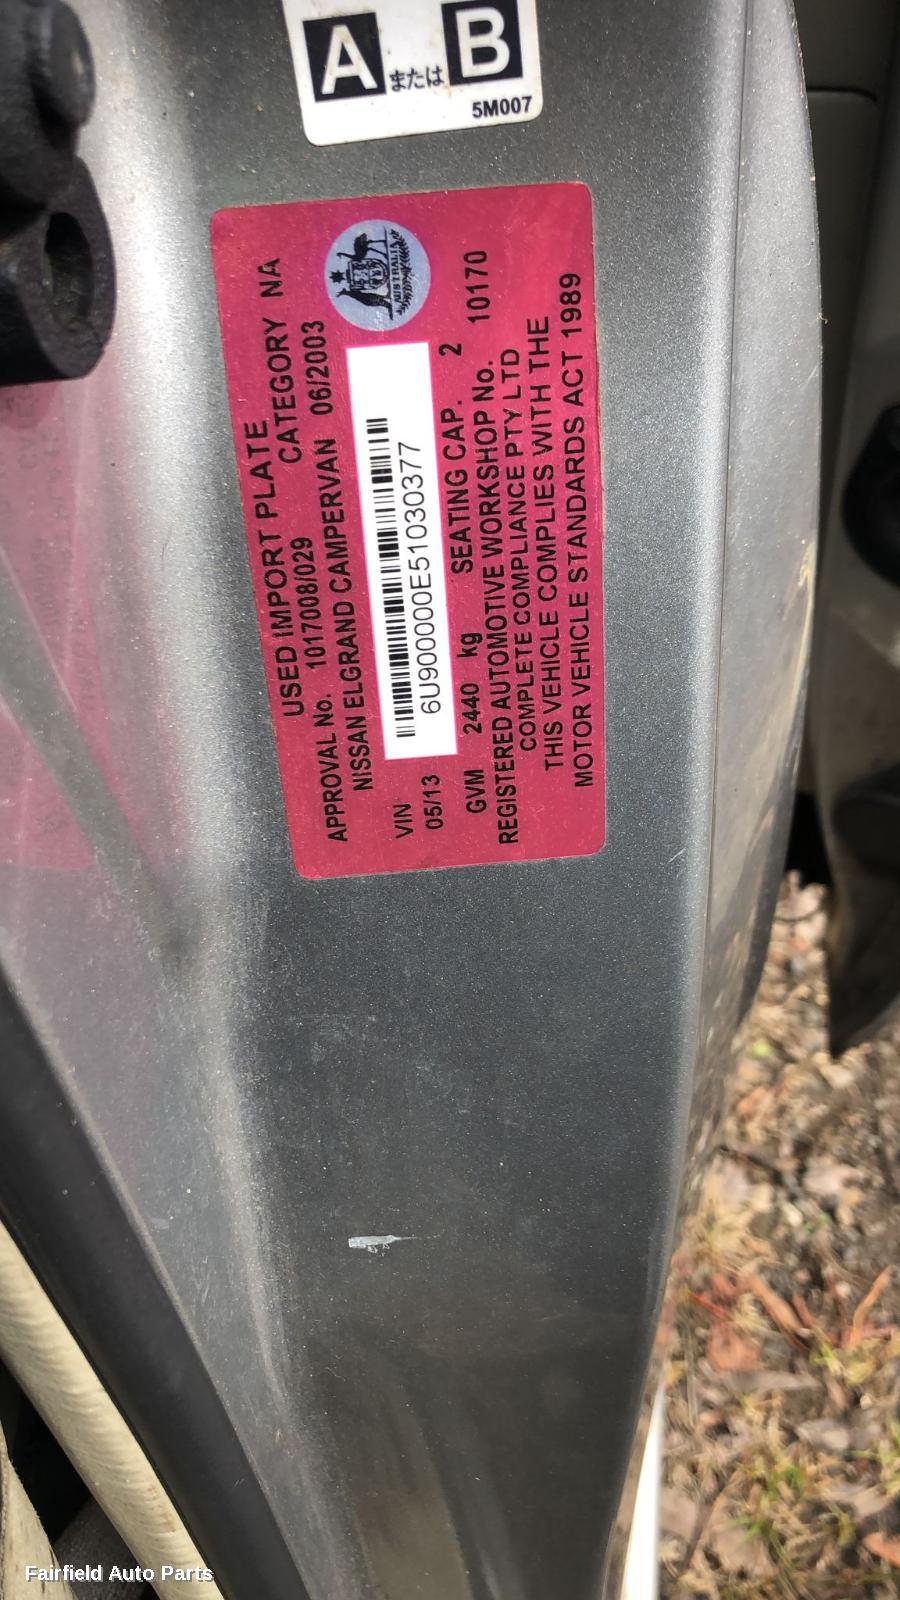 A または B
5M007
USED IMPORT PLATE
APPROVAL No. 1017008/029 CATEGORY NA
NISSAN ELGRAND CAMPERVAN 06/2003
AUSTRALIA
VIN 6U900000E51030377
05/13
GVM 2440 kg SEATING CAP. 2
REGISTERED AUTOMOTIVE WORKSHOP No. 10170
COMPLETE COMPLIANCE PTY LTD
THIS VEHICLE COMPLIES WITH THE
MOTOR VEHICLE STANDARDS ACT 1989
Fairfield Auto Parts